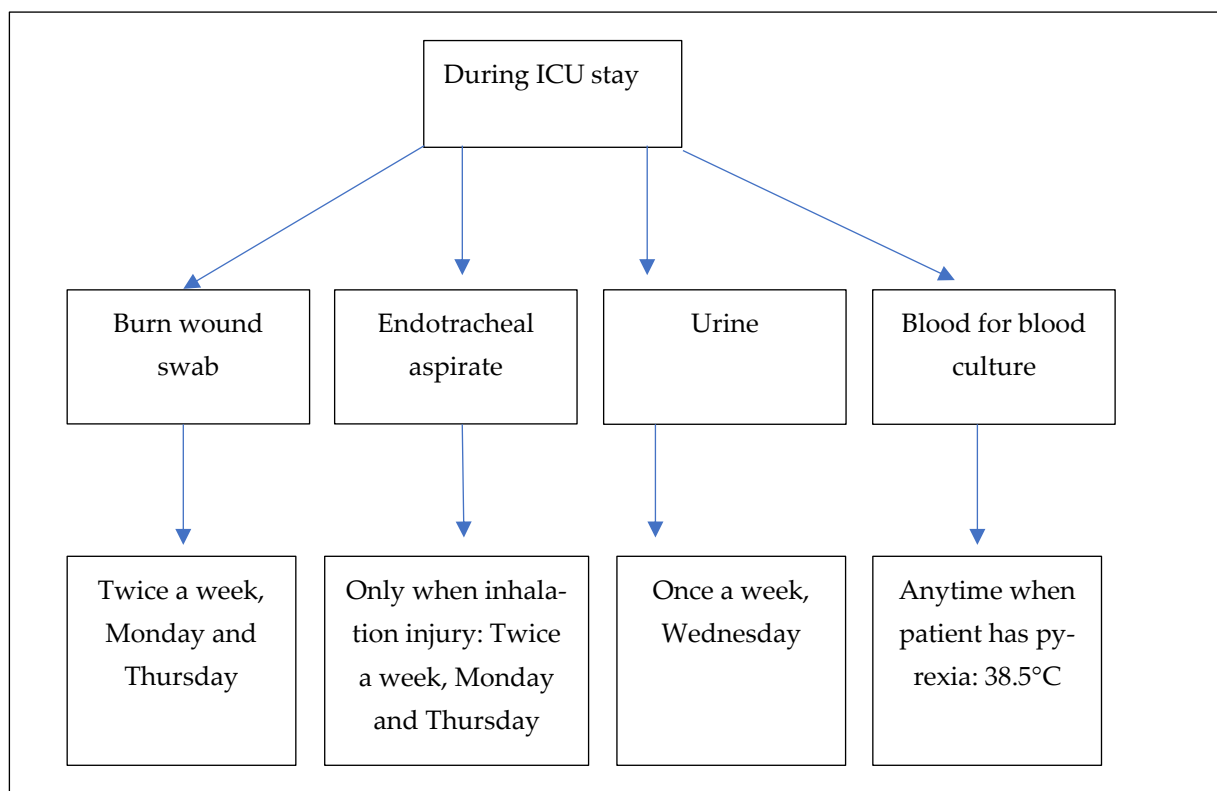 During ICU stay
Burn wound
swab
Endotracheal
aspirate
Urine
Blood for blood
culture
Twice a week,
Monday and
Thursday
Only when inhala-
tion injury: Twice
a week, Monday
and Thursday
Once a week,
Wednesday
Anytime when
patient has py-
rexia: 38.5°C